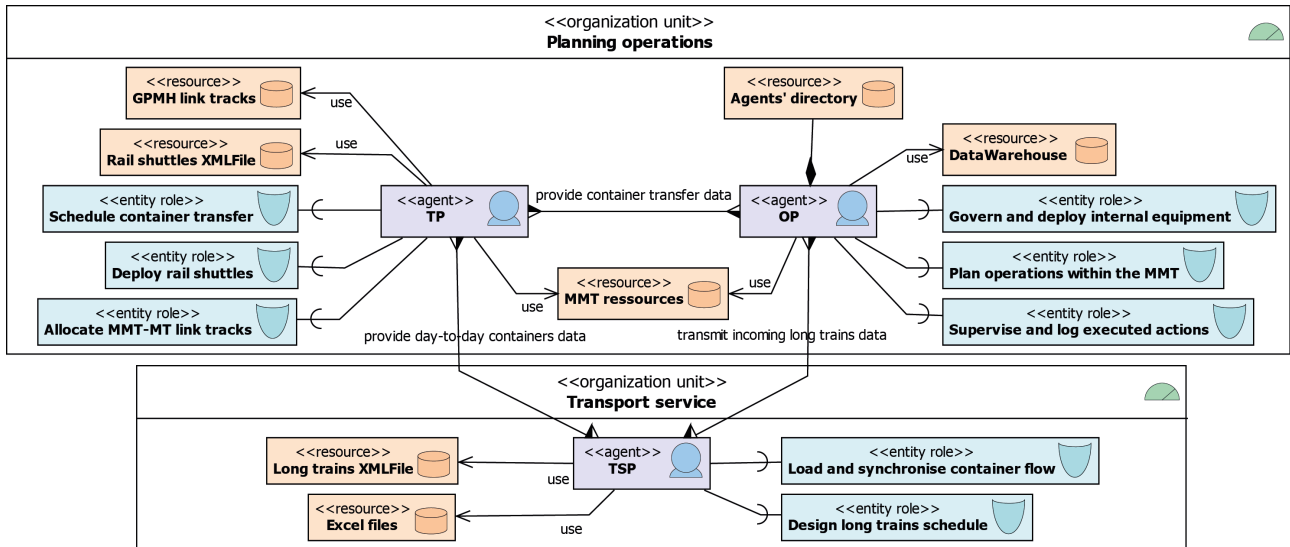 <<organization unit>>
Planning operations
<<resource>>
GPMH link tracks
use
<<resource>>
Agents' directory
<<resource>>
Rail shuttles XMLFile
use
<<resource>>
DataWarehouse
use
<<entity role>>
Schedule container transfer
<<agent>>
TP
provide container transfer data
<<agent>>
OP
<<entity role>>
Govern and deploy internal equipment
<<entity role>>
Deploy rail shuttles
<<entity role>>
Plan operations within the MMT
<<resource>>
MMT ressources
use
use
<<entity role>>
Allocate MMT-MT link tracks
<<entity role>>
Supervise and log executed actions
provide day-to-day containers data
transmit incoming long trains data
<<organization unit>>
Transport service
<<resource>>
Long trains XMLFile
use
<<agent>>
TSP
<<entity role>>
Load and synchronise container flow
<<resource>>
Excel files
use
<<entity role>>
Design long trains schedule